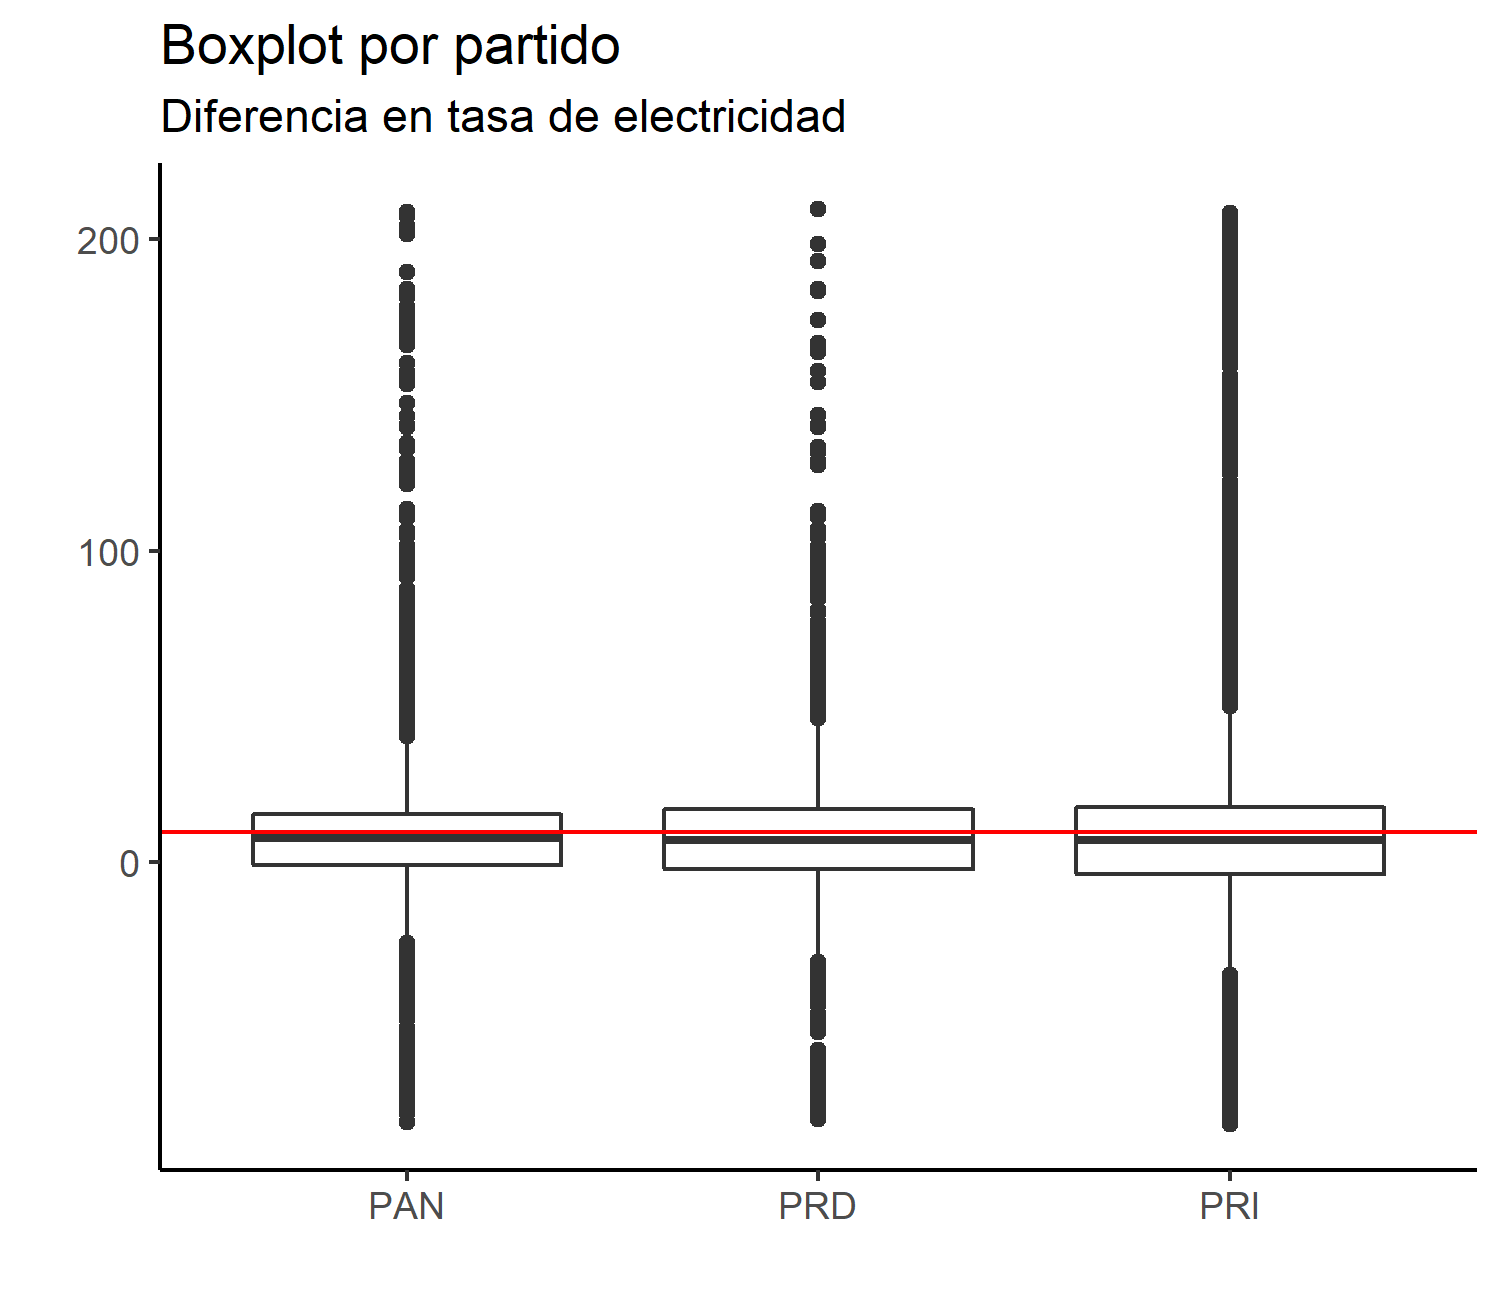 Boxplot por partido
Diferencia en tasa de electricidad
200
100
0
PAN PRD PRI